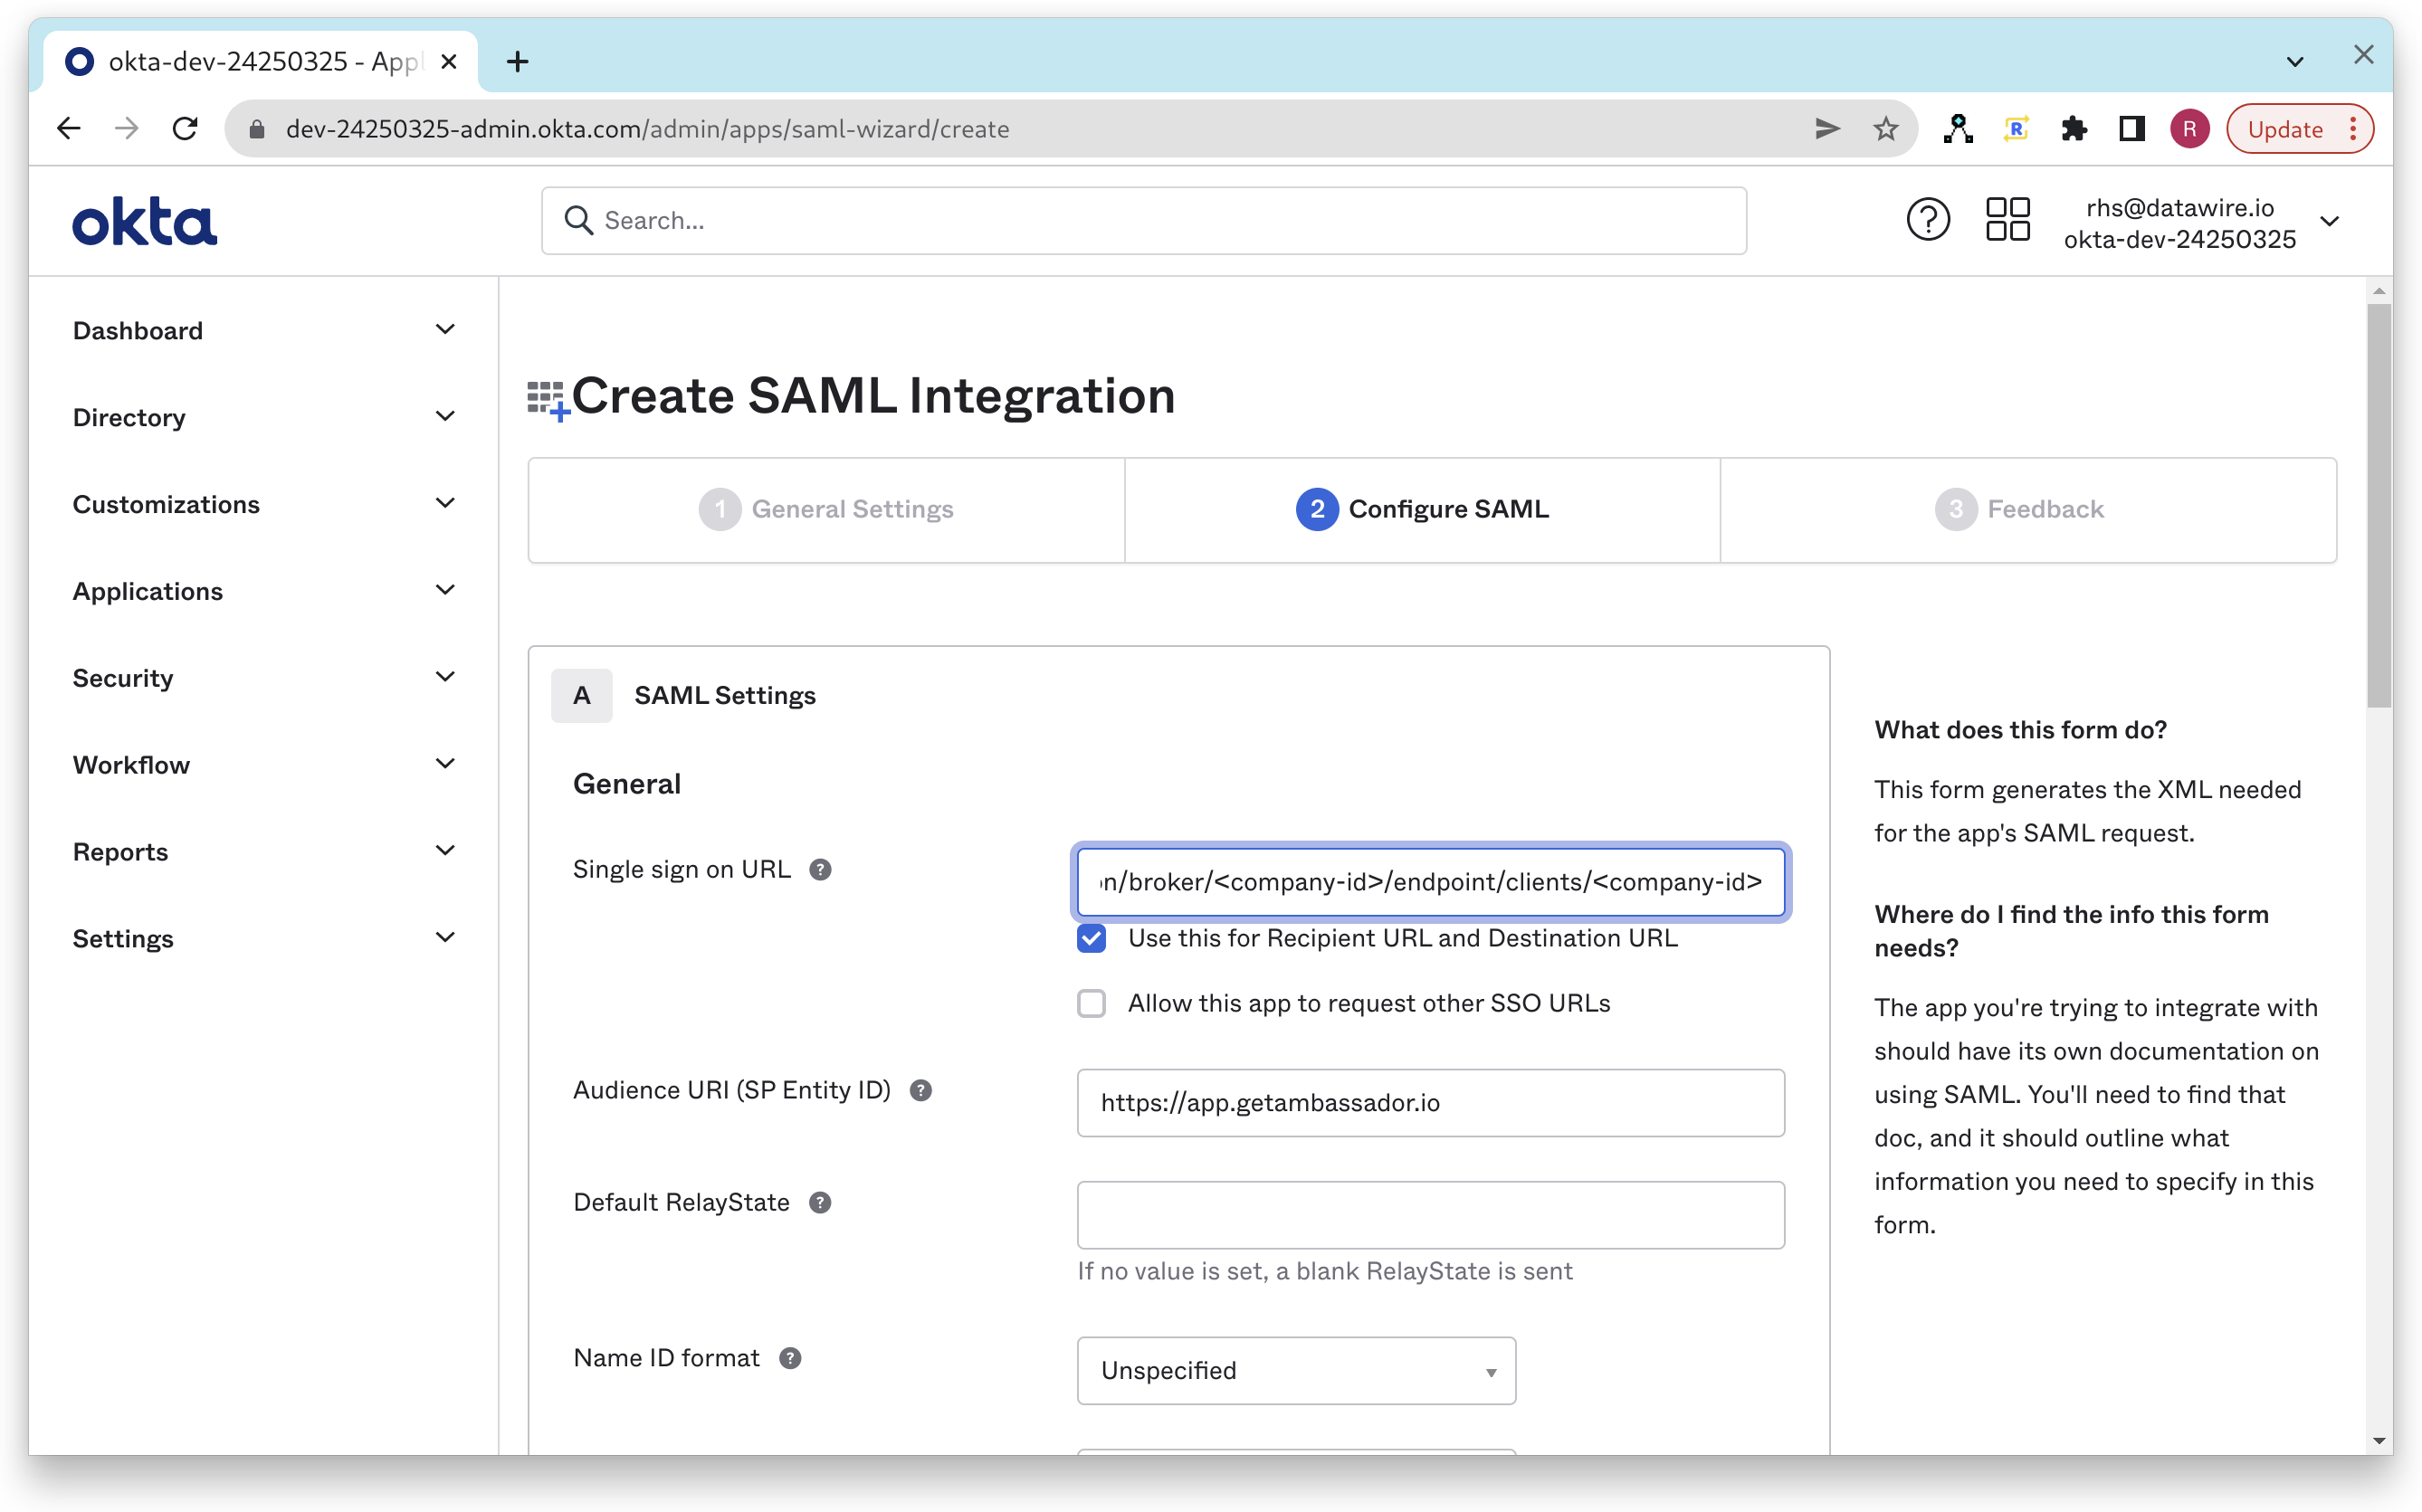 okta-dev-24250325 - Appl
dev-24250325-admin.okta.com/admin/apps/saml-wizard/create
R
R
Update
okta
Search...
rhs@datawire.io
okta-dev-24250325
Dashboard
Directory
Customizations
Applications
Security
Workflow
Reports
Settings
Create SAML Integration
1 General Settings
2 Configure SAML
3 Feedback
A SAML Settings
General
Single sign on URL
n/broker/<company-id>/endpoint/clients/<company-id>
Use this for Recipient URL and Destination URL
Allow this app to request other SSO URLs
Audience URI (SP Entity ID)
https://app.getambassador.io
Default RelayState
If no value is set, a blank RelayState is sent
Name ID format
Unspecified
What does this form do?
This form generates the XML needed
for the app's SAML request.
Where do I find the info this form
needs?
The app you're trying to integrate with
should have its own documentation on
using SAML. You'll need to find that
doc, and it should outline what
information you need to specify in this
form.